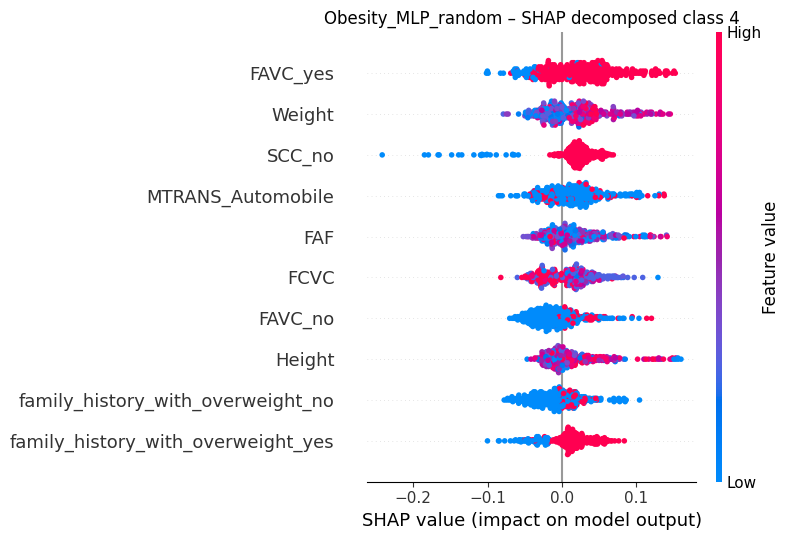 Obesity_MLP_random – SHAP decomposed class 4
High
FAVC_yes
Weight
SCC_no
MTRANS_Automobile
FAF
FCVC
FAVC_no
Height
family_history_with_overweight_no
family_history_with_overweight_yes
Feature value
Low
−0.2 −0.1 0.0 0.1
SHAP value (impact on model output)